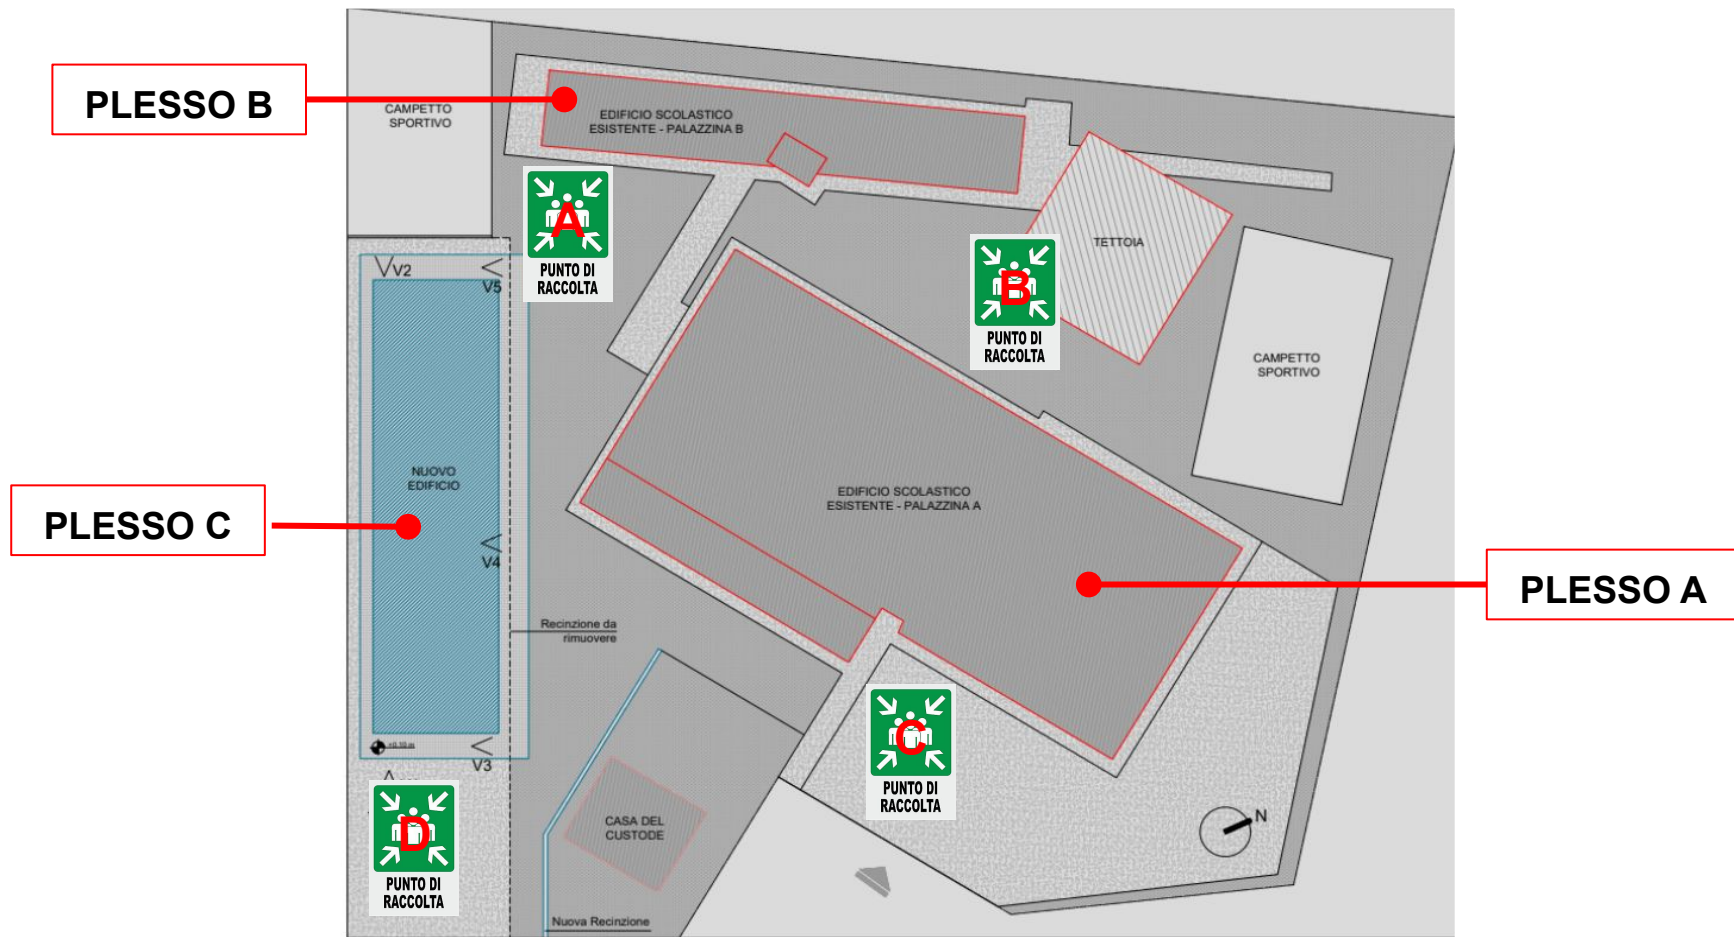 PLESSO B
CAMPETTO
SPORTIVO
EDIFICIO SCOLASTICO
ESISTENTE - PALAZZINA B
A
PUNTO DI
RACCOLTA
TETTOIA
B
PUNTO DI
RACCOLTA
V2
V5
CAMPETTO
SPORTIVO
NUOVO
EDIFICIO
EDIFICIO SCOLASTICO
ESISTENTE - PALAZZINA A
PLESSO C
V4
PLESSO A
Recinzione da
rimuovere
C
PUNTO DI
RACCOLTA
V3
D
PUNTO DI
RACCOLTA
CASA DEL
CUSTODE
N
Nuova Recinzione